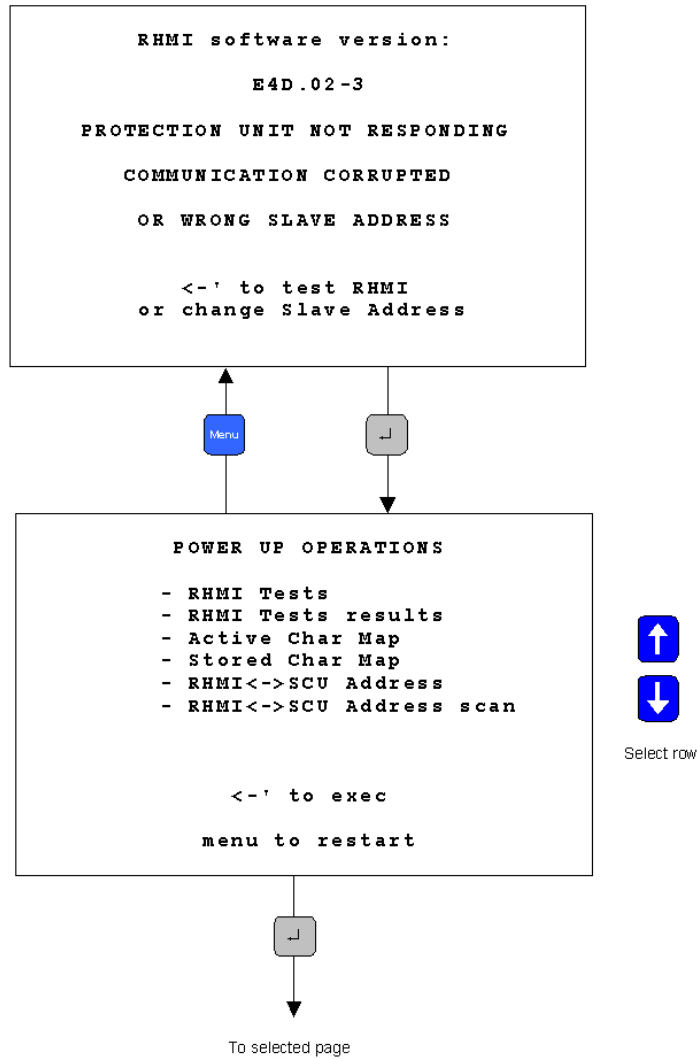 RHMI software version:
E4D.02-3
PROTECTION UNIT NOT RESPONDING
COMMUNICATION CORRUPTED
OR WRONG SLAVE ADDRESS
<-' to test RHMI
or change Slave Address
Menu
POWER UP OPERATIONS
- RHMI Tests
- RHMI Tests results
- Active Char Map
- Stored Char Map
- RHMI<->SCU Address
- RHMI<->SCU Address scan
Select row
<-' to exec
menu to restart
To selected page